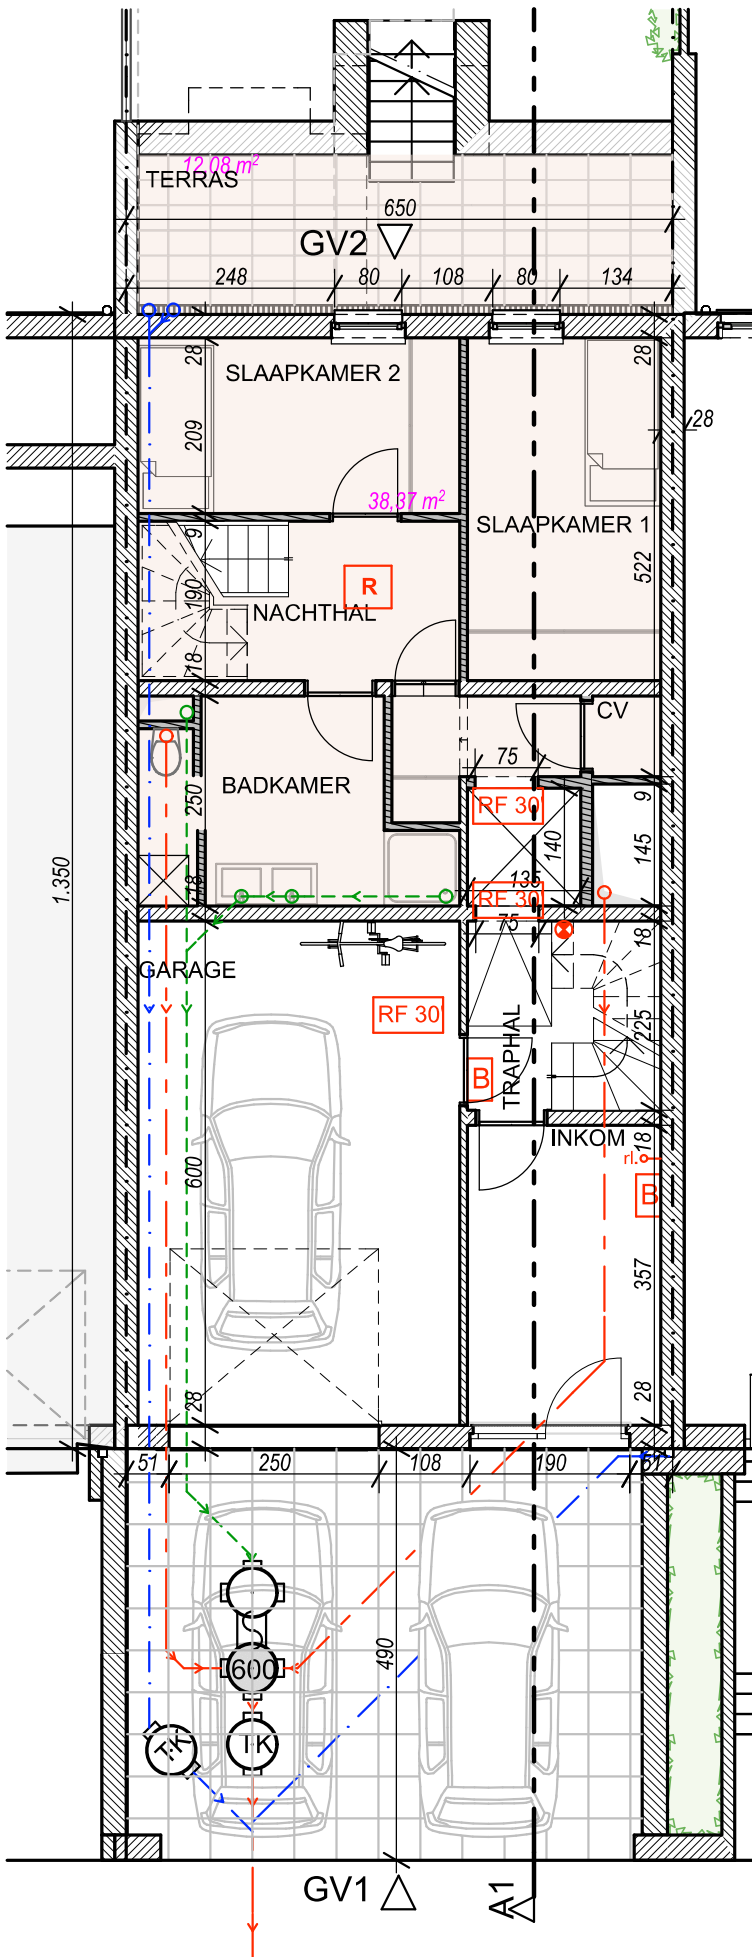 12,08 m²
TERRAS
650
GV2
248 80 108 80 134
28
SLAAPKAMER 2
28
28
209
38,37 m²
SLAAPKAMER 1
9
522
R
190
NACHTHAL
18
CV
75
BADKAMER
250
RF 30'
9
140
145
1.350
18
135
RF 30'
75
18
GARAGE
RF 30'
225
TRAPHAL
B
INKOM
18
rl.
600
B
357
28
28
51 250 108 190 51
490
600
T.K
T.K
GV1
A1